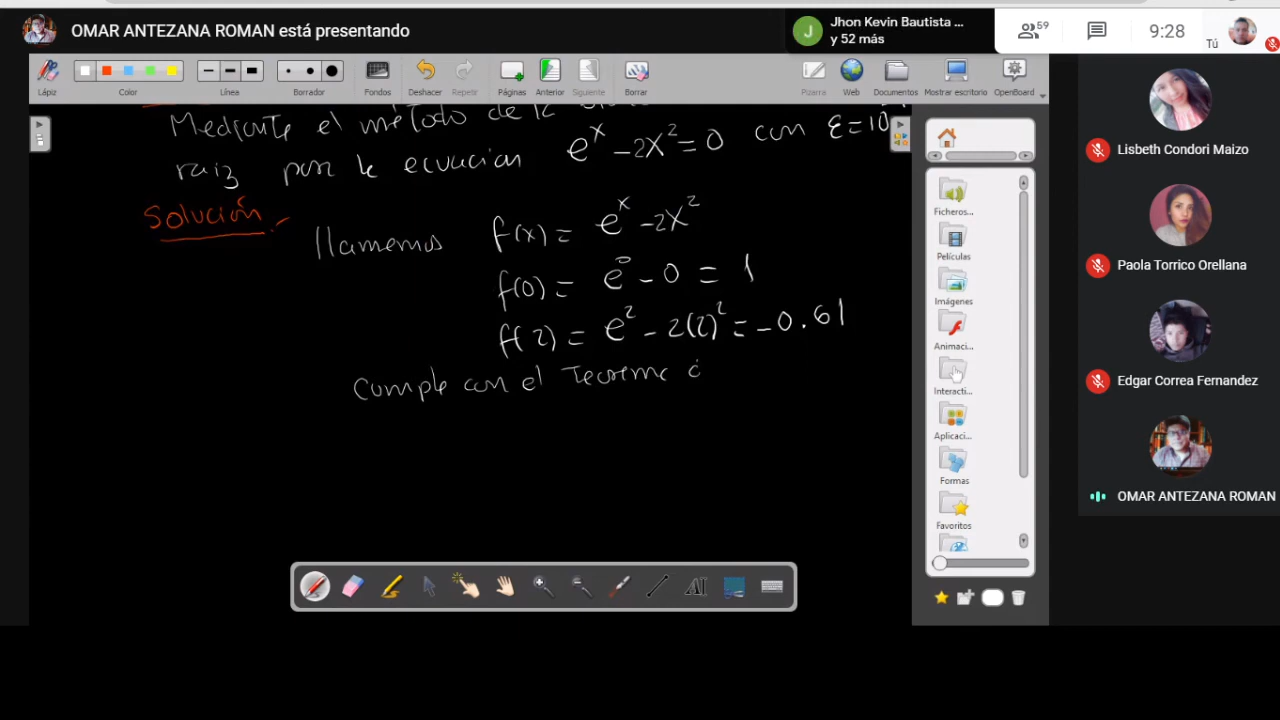 OMAR ANTEZANA ROMAN está presentando
Jhon Kevin Bautista ...
y 52 más
J
59
9:28
Tú
Lápiz
Color
Línea
Borrador
Fondos
Deshacer
Repetir
Páginas
Anterior
Siguiente
Borrar
Pizarra
Web
Documentos
Mostrar escritorio
OpenBoard
Mediante el método de la
raiz para la ecuación e^x - 2x^2 = 0 con ε = 10
Solución.-
llamemos f(x) = e^x - 2x^2
f(0) = e^0 - 0 = 1
f(2) = e^2 - 2(2)^2 = -0.61
Cumple con el Teorema
Ficheros...
Películas
Imágenes
Animaci...
Interacti...
Aplicaci...
Formas
Favoritos
Lisbeth Condori Maizo
Paola Torrico Orellana
Edgar Correa Fernandez
OMAR ANTEZANA ROMAN
AI